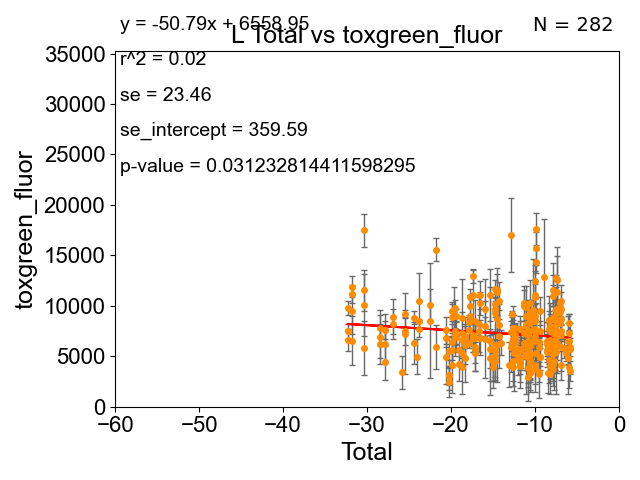 y = -50.79x + 6558.95
L Total vs toxgreen_fluor
N = 282
r^2 = 0.02
se = 23.46
se_intercept = 359.59
p-value = 0.031232814411598295
35000
30000
25000
20000
15000
10000
5000
0
toxgreen_fluor
−60 −50 −40 −30 −20 −10 0
Total